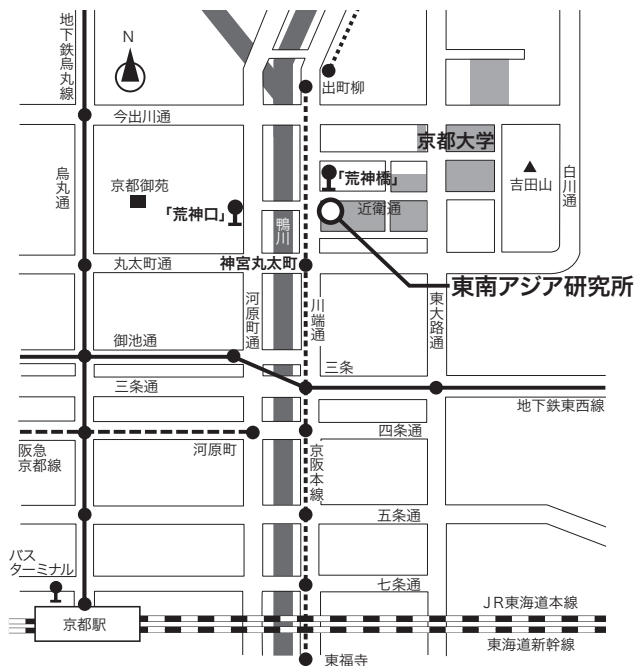 地下鉄烏丸線
N
出町柳
今出川通
京都大学
烏丸通
京都御苑
「荒神口」
「荒神橋」
近衛通
吉田山
白川通
鴨川
丸太町通
神宮丸太町
東南アジア研究所
河原町通
川端通
東大路通
御池通
三条
三条通
地下鉄東西線
阪急
京都線
河原町
四条通
京阪本線
五条通
バス
ターミナル
七条通
京都駅
JR東海道本線
東海道新幹線
東福寺